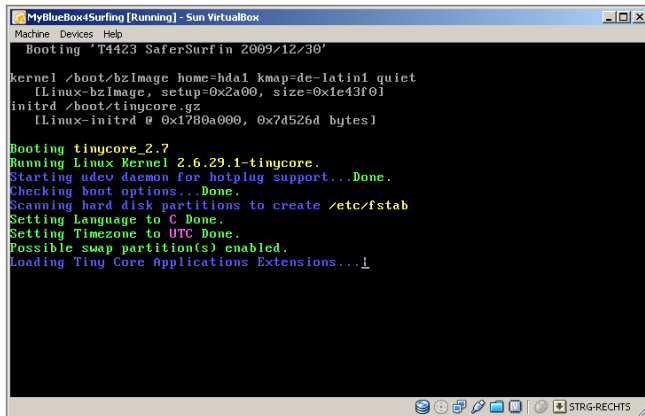 MyBlueBox4Surfing [Running] - Sun VirtualBox
Machine Devices Help
Booting 'T4423 SaferSurfin 2009/12/30'
kernel /boot/bzImage home=hda1 kmap=de-latin1 quiet
[Linux-bzImage, setup=0x2a00, size=0x1e43f0]
initrd /boot/tinycore.gz
[Linux-initrd @ 0x1780a000, 0x7d526d bytes]
Booting tinycore_2.7
Running Linux Kernel 2.6.29.1-tinycore.
Starting udev daemon for hotplug support...Done.
Checking boot options...Done.
Scanning hard disk partitions to create /etc/fstab
Setting Language to C Done.
Setting Timezone to UTC Done.
Possible swap partition(s) enabled.
Loading Tiny Core Applications Extensions...
STRG-RECHTS